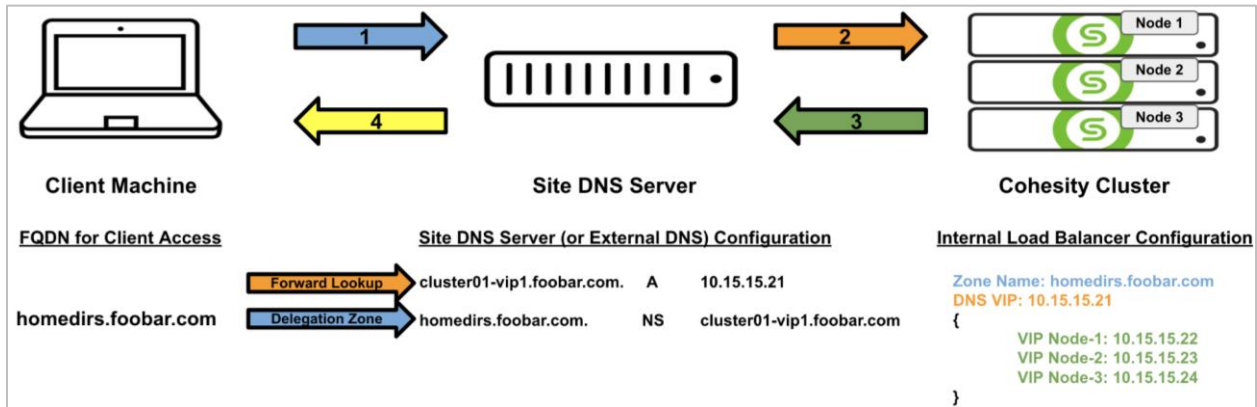 1
2
Node 1
Node 2
4
3
Node 3
Client Machine
Site DNS Server
Cohesity Cluster
FQDN for Client Access
Site DNS Server (or External DNS) Configuration
Internal Load Balancer Configuration
Forward Lookup
cluster01-vip1.foobar.com. A 10.15.15.21
homedirs.foobar.com
Delegation Zone
homedirs.foobar.com. NS cluster01-vip1.foobar.com
Zone Name: homedirs.foobar.com
DNS VIP: 10.15.15.21
{
VIP Node-1: 10.15.15.22
VIP Node-2: 10.15.15.23
VIP Node-3: 10.15.15.24
}